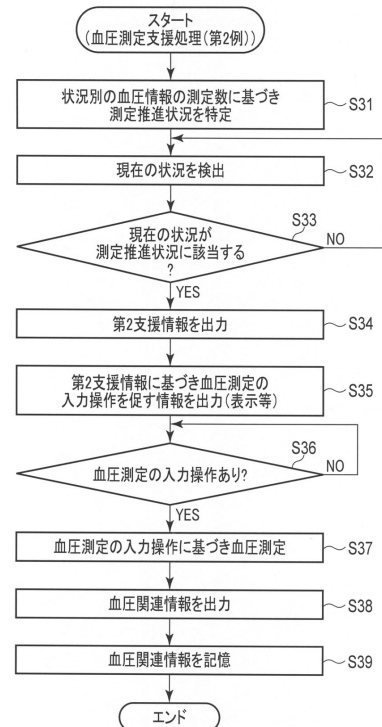 スタート
(血圧測定支援処理(第2例))
状況別の血圧情報の測定数に基づき
測定推進状況を特定
S31
現在の状況を検出
S32
現在の状況が
測定推進状況に該当する
?
S33
NO
YES
第2支援情報を出力
S34
第2支援情報に基づき血圧測定の
入力操作を促す情報を出力(表示等)
S35
血圧測定の入力操作あり?
S36
NO
YES
血圧測定の入力操作に基づき血圧測定
S37
血圧関連情報を出力
S38
血圧関連情報を記憶
S39
エンド